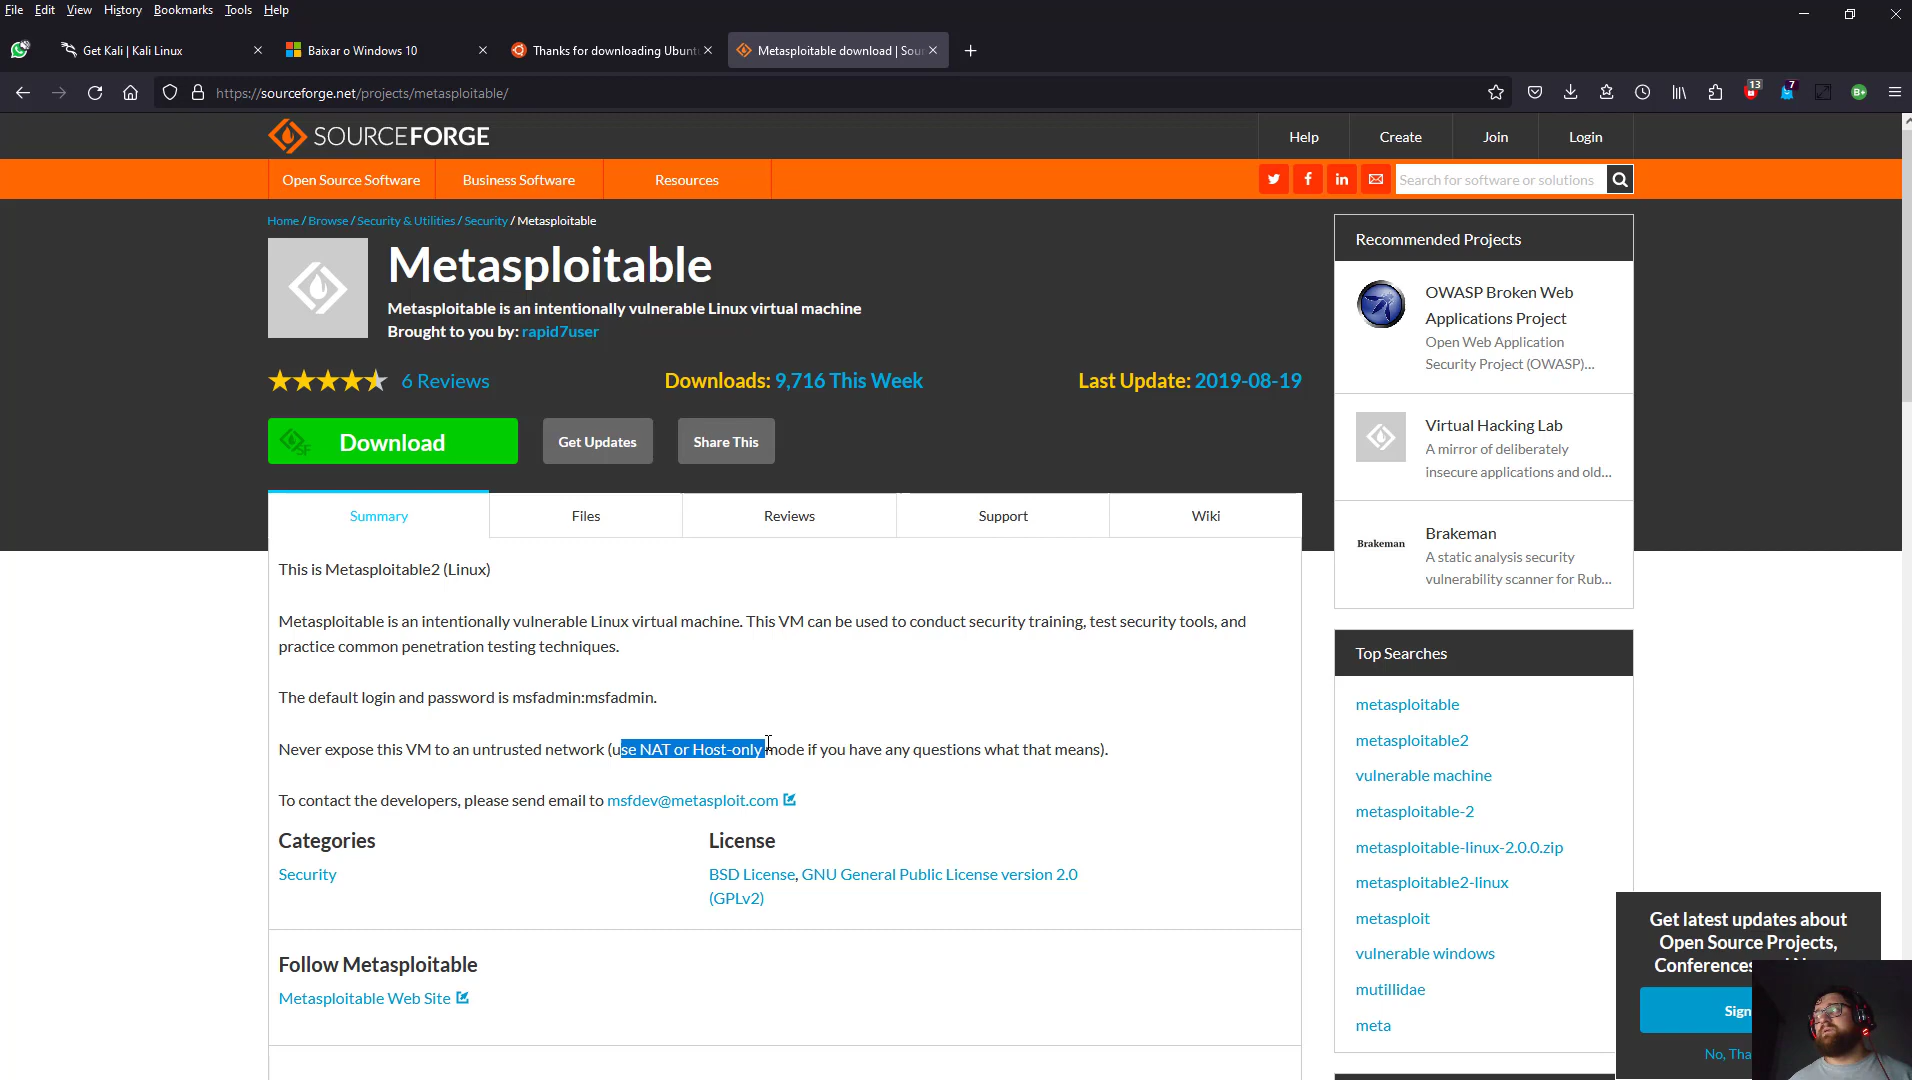 File Edit View History Bookmarks Tools Help
Get Kali | Kali Linux
Baixar o Windows 10
Thanks for downloading Ubunt
Metasploitable download | Sour
https://sourceforge.net/projects/metasploitable/
13
7
B+
SOURCEFORGE
Help
Create
Join
Login
Open Source Software
Business Software
Resources
Search for software or solutions
Home / Browse / Security & Utilities / Security / Metasploitable
Metasploitable
Metasploitable is an intentionally vulnerable Linux virtual machine
Brought to you by: rapid7user
6 Reviews
Downloads: 9,716 This Week
Last Update: 2019-08-19
SF
Download
Get Updates
Share This
Summary
Files
Reviews
Support
Wiki
This is Metasploitable2 (Linux)
Metasploitable is an intentionally vulnerable Linux virtual machine. This VM can be used to conduct security training, test security tools, and
practice common penetration testing techniques.
The default login and password is msfadmin:msfadmin.
Never expose this VM to an untrusted network (use NAT or Host-only mode if you have any questions what that means).
To contact the developers, please send email to msfdev@metasploit.com
Categories
Security
License
BSD License, GNU General Public License version 2.0
(GPLv2)
Follow Metasploitable
Metasploitable Web Site
Recommended Projects
OWASP Broken Web
Applications Project
Open Web Application
Security Project (OWASP)...
Virtual Hacking Lab
A mirror of deliberately
insecure applications and old...
Brakeman
Brakeman
A static analysis security
vulnerability scanner for Rub...
Top Searches
metasploitable
metasploitable2
vulnerable machine
metasploitable-2
metasploitable-linux-2.0.0.zip
metasploitable2-linux
metasploit
vulnerable windows
mutillidae
meta
Get latest updates about
Open Source Projects,
Conferences
Sign
No, Tha